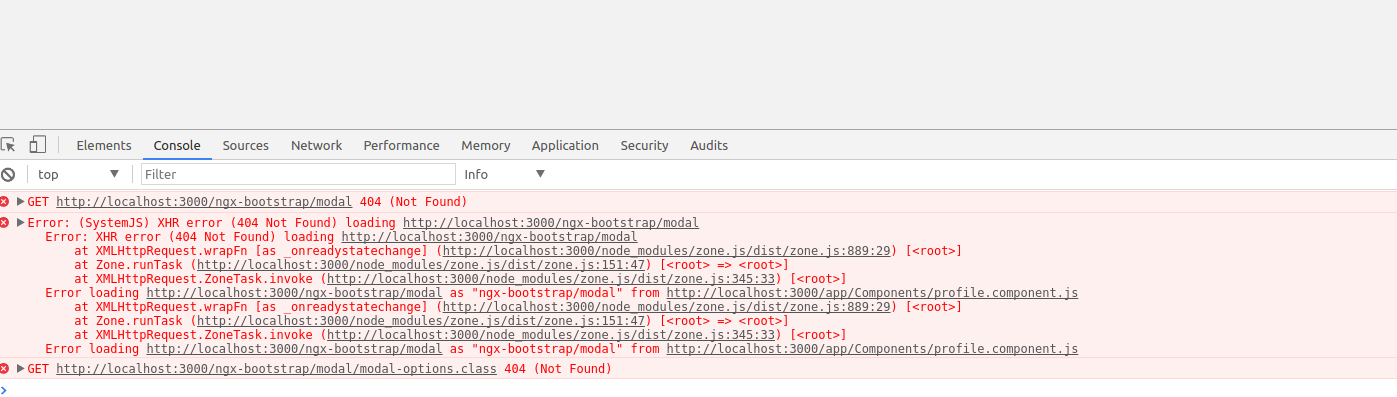 Elements Console Sources Network Performance Memory Application Security Audits
top Filter Info
GET http://localhost:3000/ngx-bootstrap/modal 404 (Not Found)
Error: (SystemJS) XHR error (404 Not Found) loading http://localhost:3000/ngx-bootstrap/modal
Error: XHR error (404 Not Found) loading http://localhost:3000/ngx-bootstrap/modal
at XMLHttpRequest.wrapFn [as _onreadystatechange] (http://localhost:3000/node_modules/zone.js/dist/zone.js:889:29) [<root>]
at Zone.runTask (http://localhost:3000/node_modules/zone.js/dist/zone.js:151:47) [<root> => <root>]
at XMLHttpRequest.ZoneTask.invoke (http://localhost:3000/node_modules/zone.js/dist/zone.js:345:33) [<root>]
Error loading http://localhost:3000/ngx-bootstrap/modal as "ngx-bootstrap/modal" from http://localhost:3000/app/Components/profile.component.js
at XMLHttpRequest.wrapFn [as _onreadystatechange] (http://localhost:3000/node_modules/zone.js/dist/zone.js:889:29) [<root>]
at Zone.runTask (http://localhost:3000/node_modules/zone.js/dist/zone.js:151:47) [<root> => <root>]
at XMLHttpRequest.ZoneTask.invoke (http://localhost:3000/node_modules/zone.js/dist/zone.js:345:33) [<root>]
Error loading http://localhost:3000/ngx-bootstrap/modal as "ngx-bootstrap/modal" from http://localhost:3000/app/Components/profile.component.js
GET http://localhost:3000/ngx-bootstrap/modal/modal-options.class 404 (Not Found)